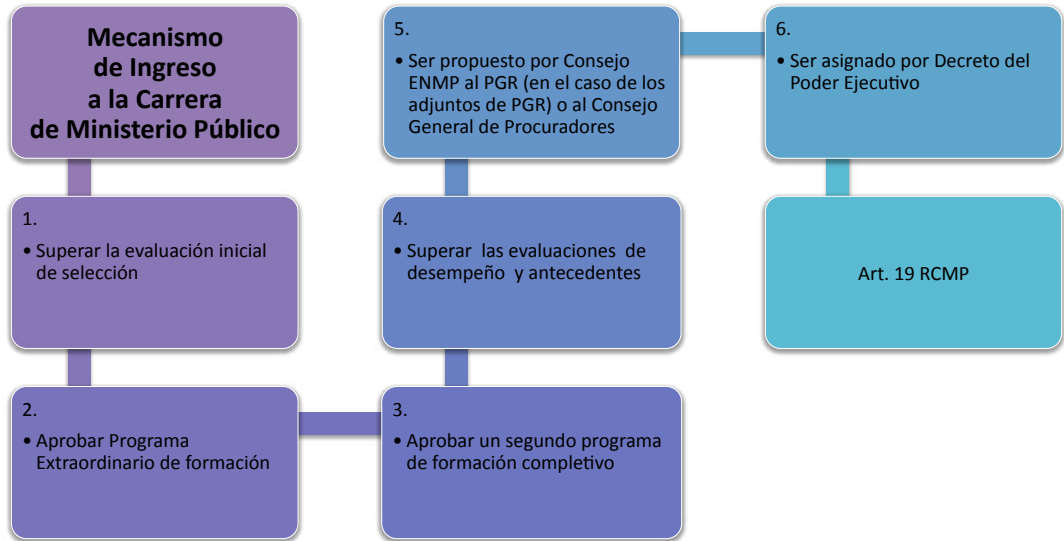 Mecanismo
de Ingreso
a la Carrera
de Ministerio Público
1.
• Superar la evaluación inicial
de selección
2.
• Aprobar Programa
Extraordinario de formación
3.
• Aprobar un segundo programa
de formación completivo
4.
• Superar las evaluaciones de
desempeño y antecedentes
5.
• Ser propuesto por Consejo
ENMP al PGR (en el caso de los
adjuntos de PGR) o al Consejo
General de Procuradores
6.
• Ser asignado por Decreto del
Poder Ejecutivo
Art. 19 RCMP